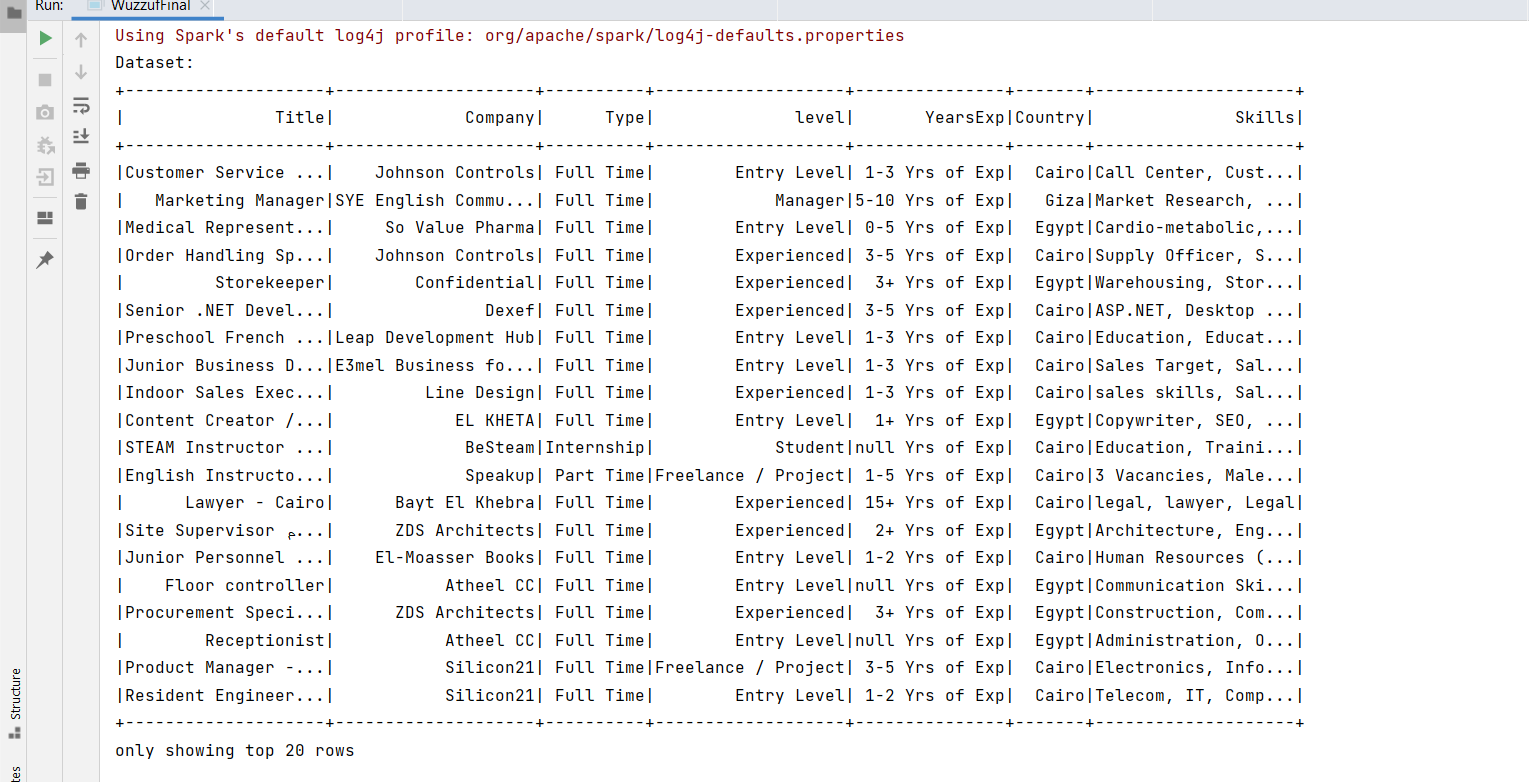 Run: WuzzufFinal
Using Spark's default log4j profile: org/apache/spark/log4j-defaults.properties
Dataset:
+--------------------+--------------------+----------+-------------------+---------------+-------+--------------------+
|               Title|             Company|      Type|              level|       YearsExp|Country|              Skills|
+--------------------+--------------------+----------+-------------------+---------------+-------+--------------------+
|Customer Service ...|    Johnson Controls| Full Time|        Entry Level| 1-3 Yrs of Exp|  Cairo|Call Center, Cust...|
|   Marketing Manager|SYE English Commu...| Full Time|            Manager|5-10 Yrs of Exp|   Giza|Market Research, ...|
|Medical Represent...|     So Value Pharma| Full Time|        Entry Level| 0-5 Yrs of Exp|  Egypt|Cardio-metabolic,...|
|Order Handling Sp...|    Johnson Controls| Full Time|        Experienced| 3-5 Yrs of Exp|  Cairo|Supply Officer, S...|
|         Storekeeper|        Confidential| Full Time|        Experienced|  3+ Yrs of Exp|  Egypt|Warehousing, Stor...|
|Senior .NET Devel...|               Dexef| Full Time|        Experienced| 3-5 Yrs of Exp|  Cairo|ASP.NET, Desktop ...|
|Preschool French ...|Leap Development Hub| Full Time|        Entry Level| 1-3 Yrs of Exp|  Cairo|Education, Educat...|
|Junior Business D...|E3mel Business fo...| Full Time|        Entry Level| 1-3 Yrs of Exp|  Cairo|Sales Target, Sal...|
|Indoor Sales Exec...|         Line Design| Full Time|        Experienced| 1-3 Yrs of Exp|  Cairo|sales skills, Sal...|
|Content Creator /...|            EL KHETA| Full Time|        Entry Level|  1+ Yrs of Exp|  Egypt|Copywriter, SEO, ...|
|STEAM Instructor ...|             BeSteam|Internship|            Student|null Yrs of Exp|  Cairo|Education, Traini...|
|English Instructo...|             Speakup| Part Time|Freelance / Project| 1-5 Yrs of Exp|  Cairo|3 Vacancies, Male...|
|      Lawyer - Cairo|      Bayt El Khebra| Full Time|        Experienced| 15+ Yrs of Exp|  Cairo|legal, lawyer, Legal|
|Site Supervisor م...|      ZDS Architects| Full Time|        Experienced|  2+ Yrs of Exp|  Egypt|Architecture, Eng...|
|Junior Personnel ...|    El-Moasser Books| Full Time|        Entry Level| 1-2 Yrs of Exp|  Cairo|Human Resources (...|
|    Floor controller|           Atheel CC| Full Time|        Entry Level|null Yrs of Exp|  Egypt|Communication Ski...|
|Procurement Speci...|      ZDS Architects| Full Time|        Experienced|  3+ Yrs of Exp|  Egypt|Construction, Com...|
|        Receptionist|           Atheel CC| Full Time|        Entry Level|null Yrs of Exp|  Egypt|Administration, O...|
|Product Manager -...|           Silicon21| Full Time|Freelance / Project| 3-5 Yrs of Exp|  Cairo|Electronics, Info...|
|Resident Engineer...|           Silicon21| Full Time|        Entry Level| 1-2 Yrs of Exp|  Cairo|Telecom, IT, Comp...|
+--------------------+--------------------+----------+-------------------+---------------+-------+--------------------+
only showing top 20 rows
Structure